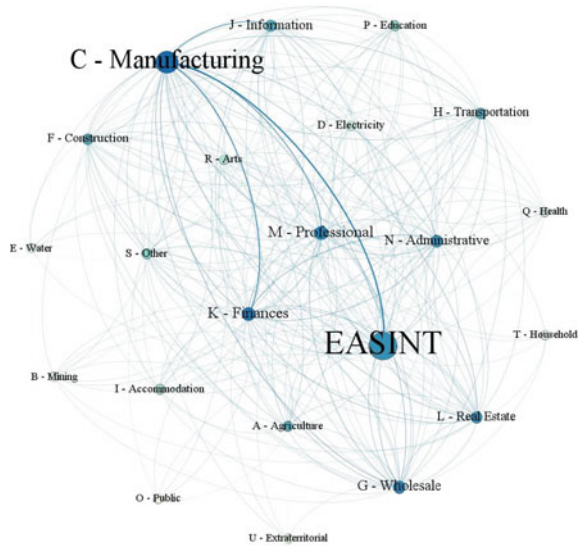 J - Information
P - Education
C - Manufacturing
H - Transportation
D - Electricity
F - Construction
R - Arts
Q - Health
M - Professional
N - Administrative
E - Water
S - Other
K - Finances
EASINT
T - Household
B - Mining
I - Accommodation
L - Real Estate
A - Agriculture
G - Wholesale
O - Public
U - Extraterritorial